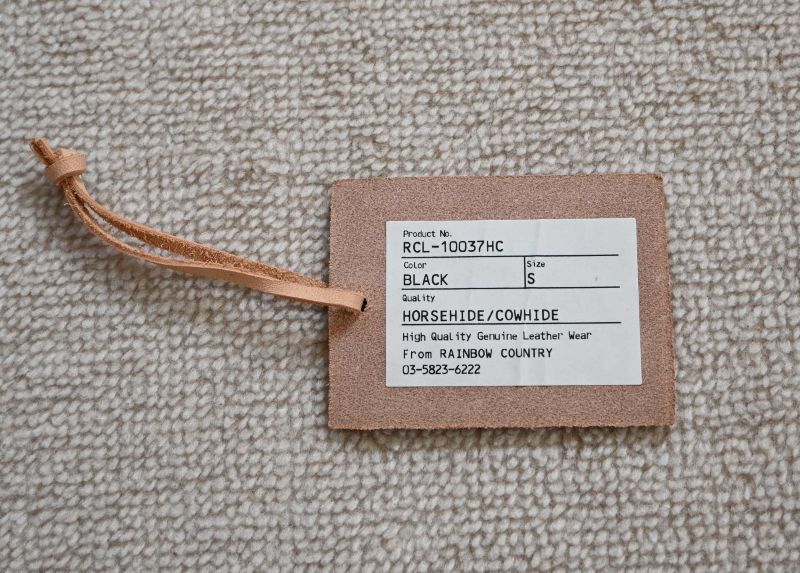 Product No.
RCL-10037HC
Color Size
BLACK S
Quality
HORSEHIDE/COWHIDE
High Quality Genuine Leather Wear
From RAINBOW COUNTRY
03-5823-6222